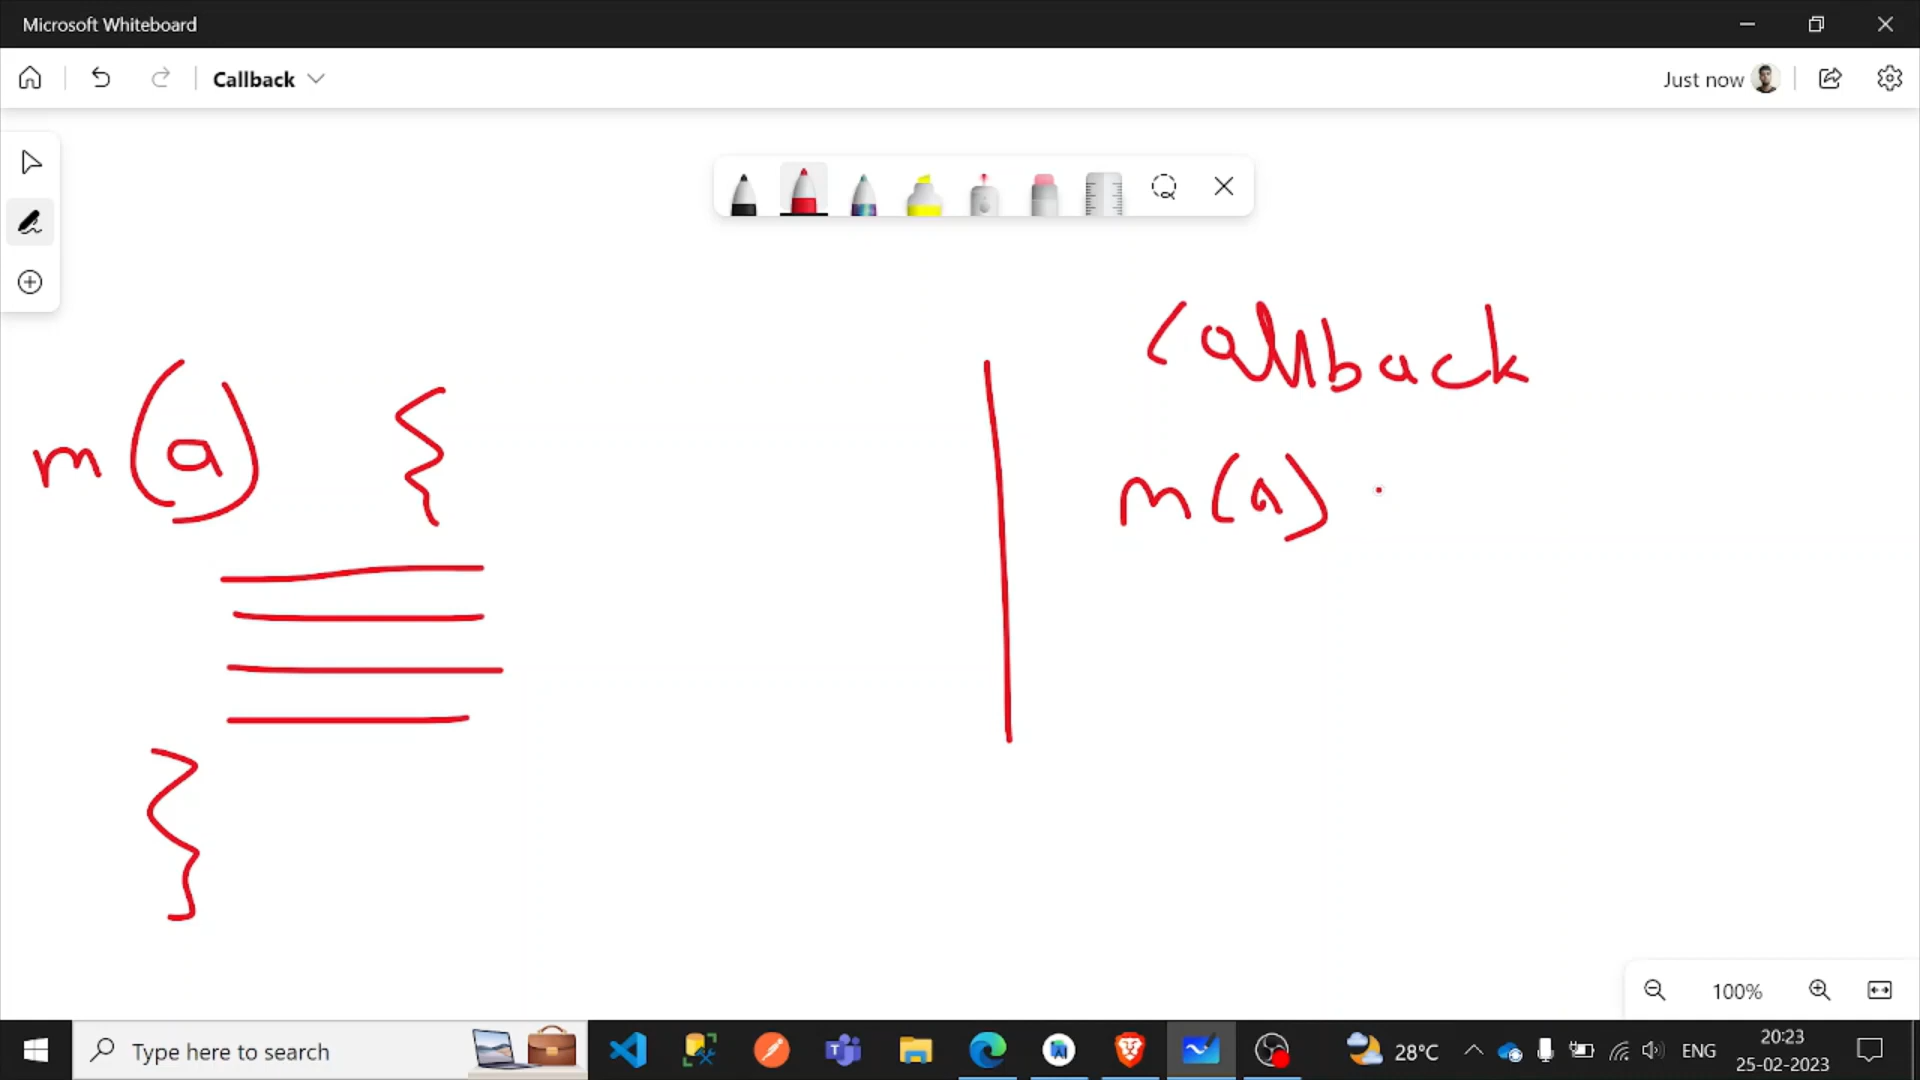 Microsoft Whiteboard
Callback
Just now
Callback
m (a) {
m(a)
}
100%
Type here to search
28°C
ENG
20:23
25-02-2023